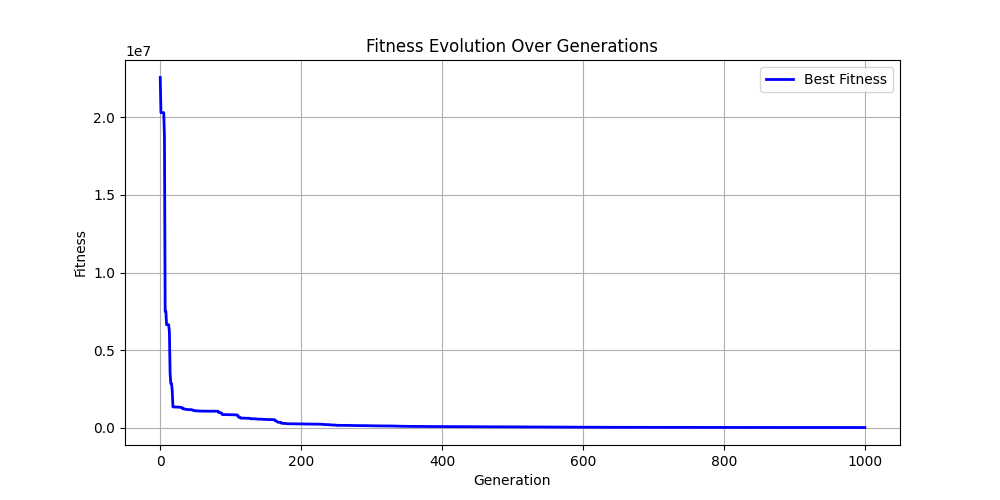 Fitness Evolution Over Generations
1e7
Best Fitness
2.0
1.5
1.0
0.5
0.0
Fitness
0 200 400 600 800 1000
Generation